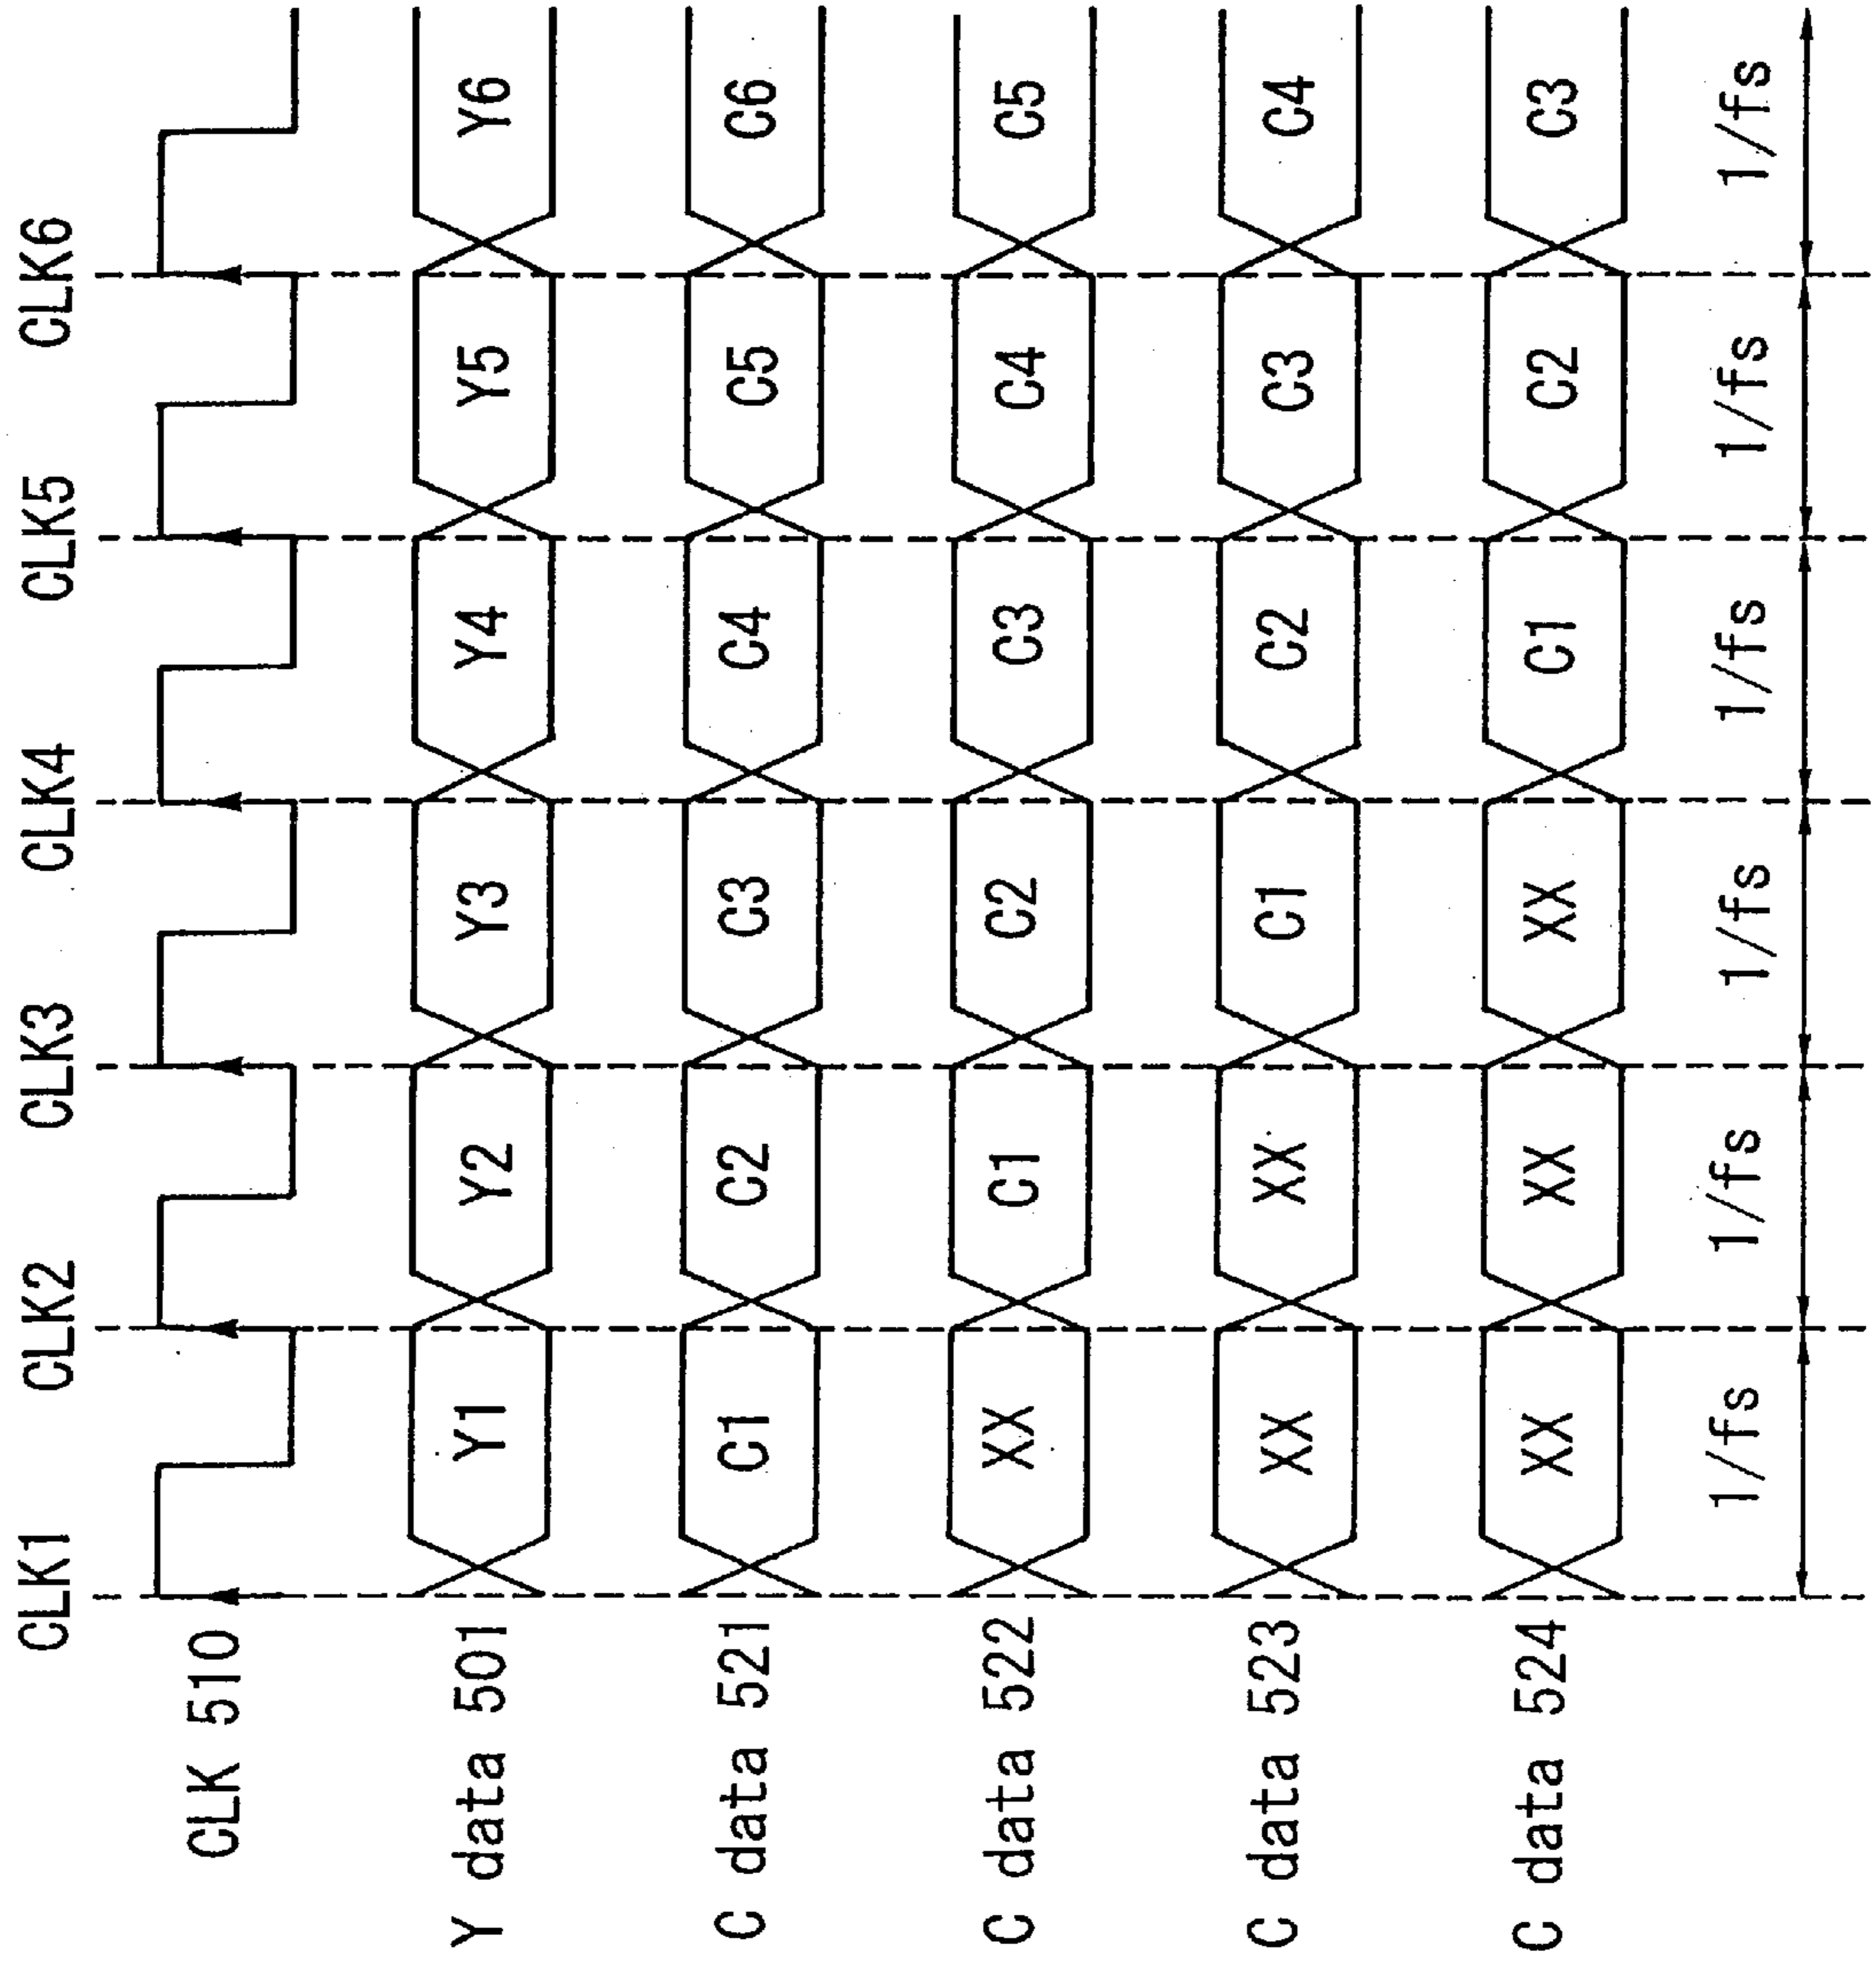 CLK1 CLK2 CLK3 CLK4 CLK5 CLK6
CLK 510
Y data 501 Y1 Y2 Y3 Y4 Y5 Y6
C data 521 C1 C2 C3 C4 C5 C6
C data 522 XX C1 C2 C3 C4 C5
C data 523 XX XX C1 C2 C3 C4
C data 524 XX XX XX C1 C2 C3
1/fs 1/fs 1/fs 1/fs 1/fs 1/fs